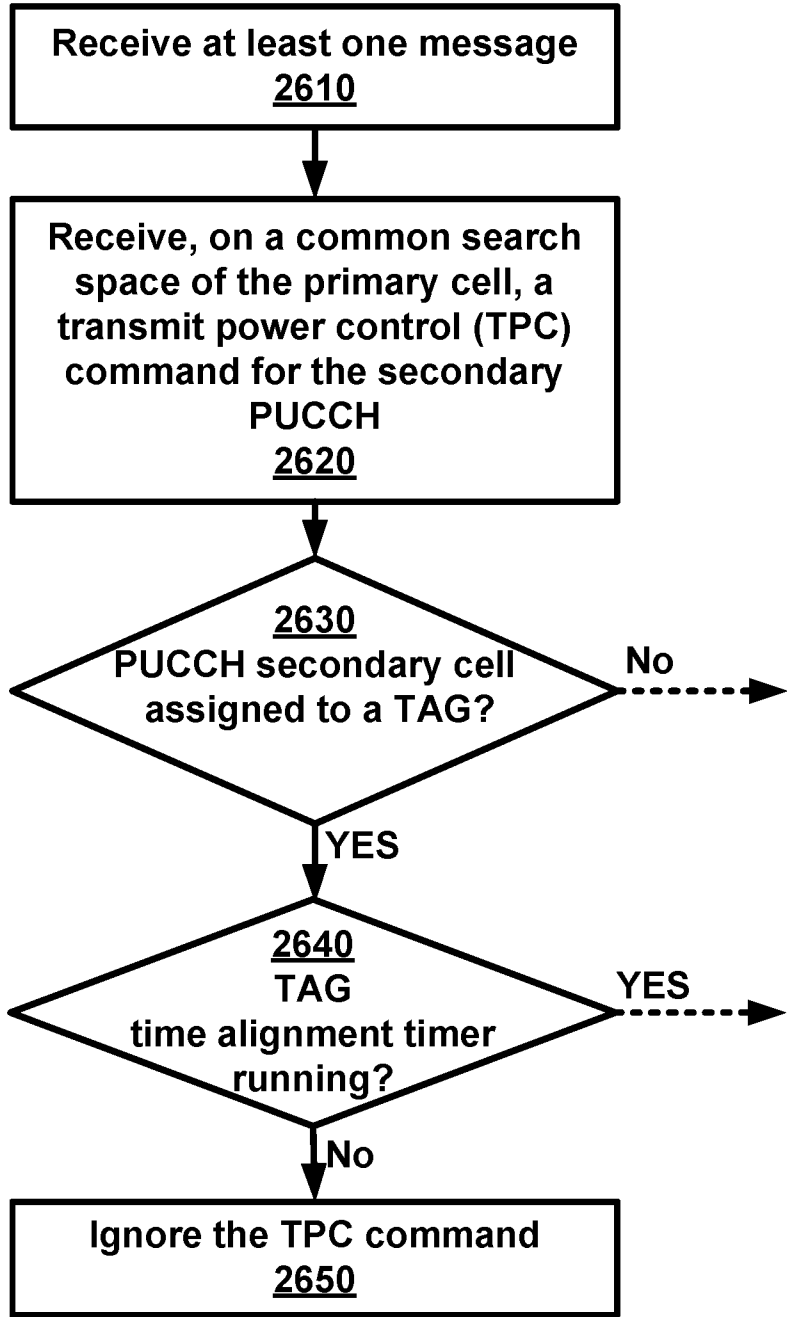 Receive at least one message
2610
Receive, on a common search
space of the primary cell, a
transmit power control (TPC)
command for the secondary
PUCCH
2620
2630
PUCCH secondary cell
assigned to a TAG?
No
YES
2640
TAG
time alignment timer
running?
YES
No
Ignore the TPC command
2650